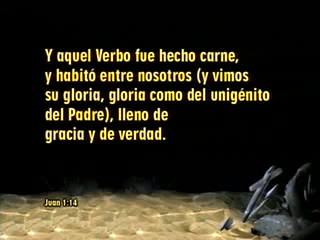 Y aquel Verbo fue hecho carne,
y habitó entre nosotros (y vimos
su gloria, gloria como del unigénito
del Padre), lleno de
gracia y de verdad.
Juan 1:14